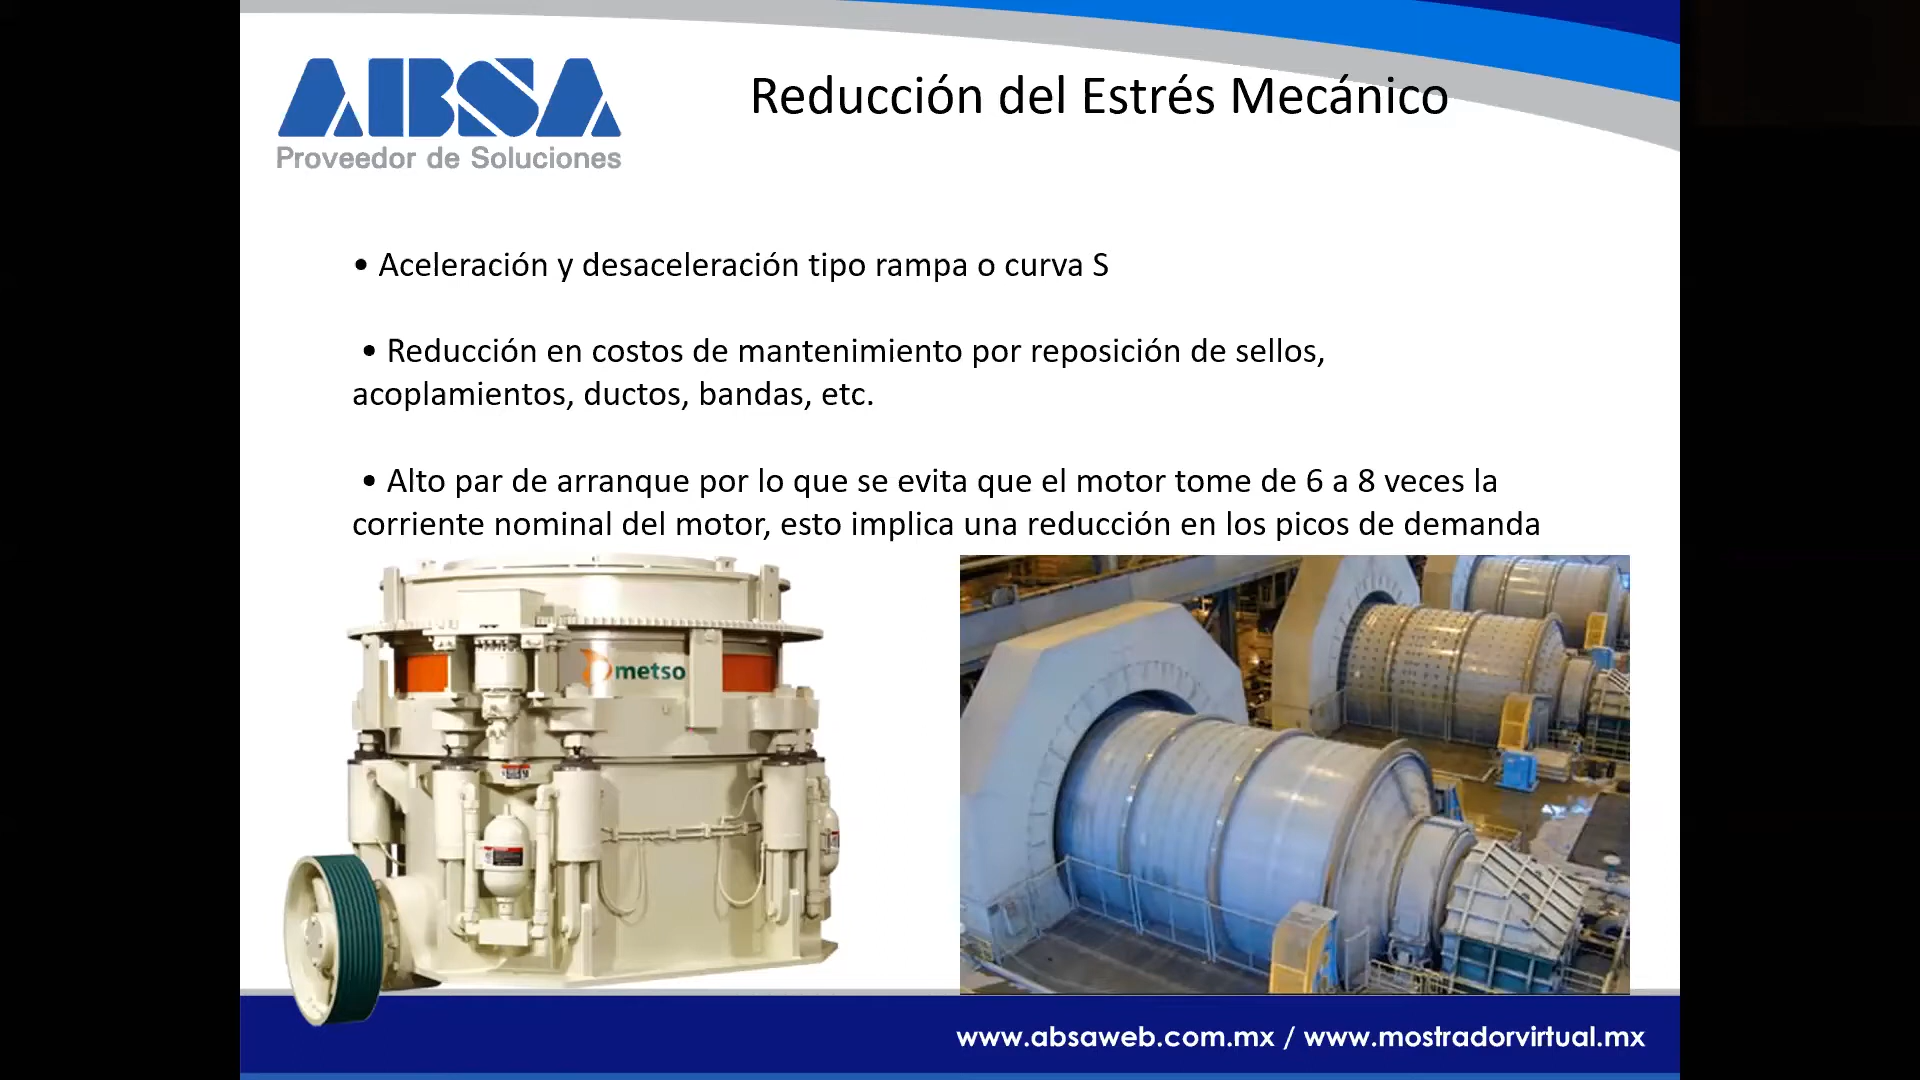 ABSA
Proveedor de Soluciones
Reducción del Estrés Mecánico
• Aceleración y desaceleración tipo rampa o curva S
• Reducción en costos de mantenimiento por reposición de sellos,
acoplamientos, ductos, bandas, etc.
• Alto par de arranque por lo que se evita que el motor tome de 6 a 8 veces la
corriente nominal del motor, esto implica una reducción en los picos de demanda
metso
www.absaweb.com.mx / www.mostradorvirtual.mx